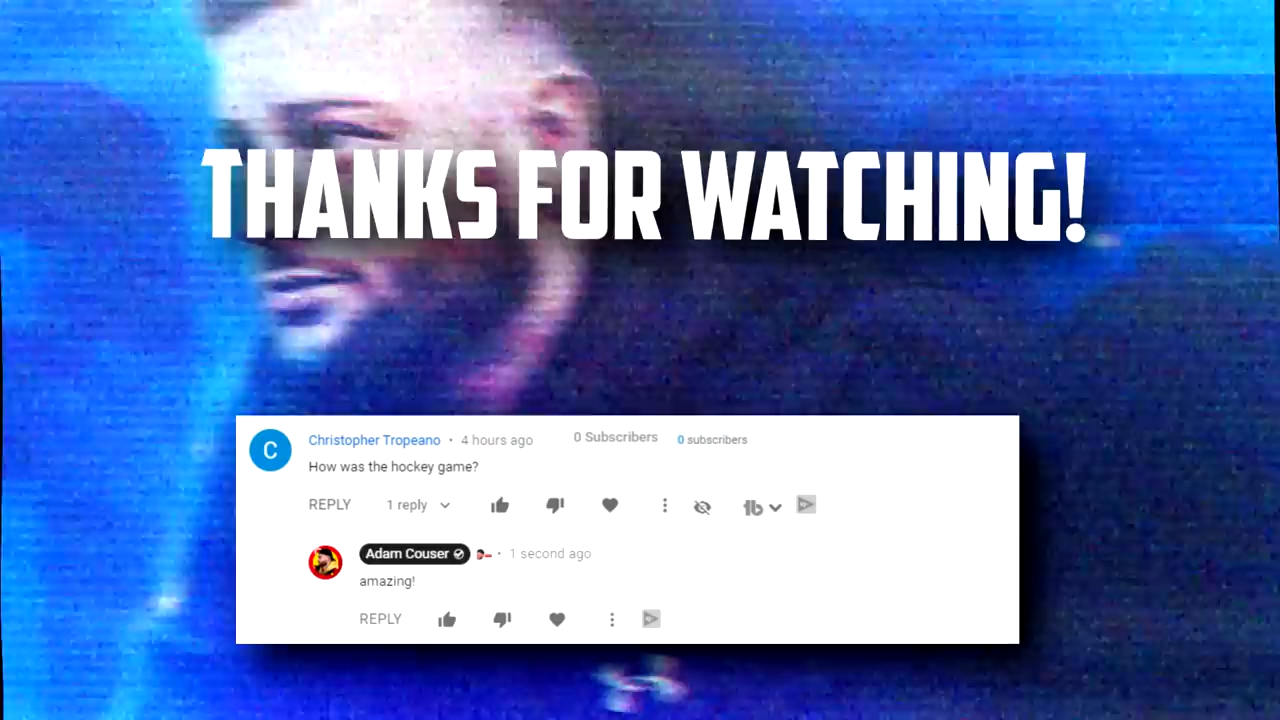 THANKS FOR WATCHING!
Christopher Tropeano • 4 hours ago 0 Subscribers 0 subscribers
How was the hockey game?
REPLY 1 reply
Adam Couser • 1 second ago
amazing!
REPLY